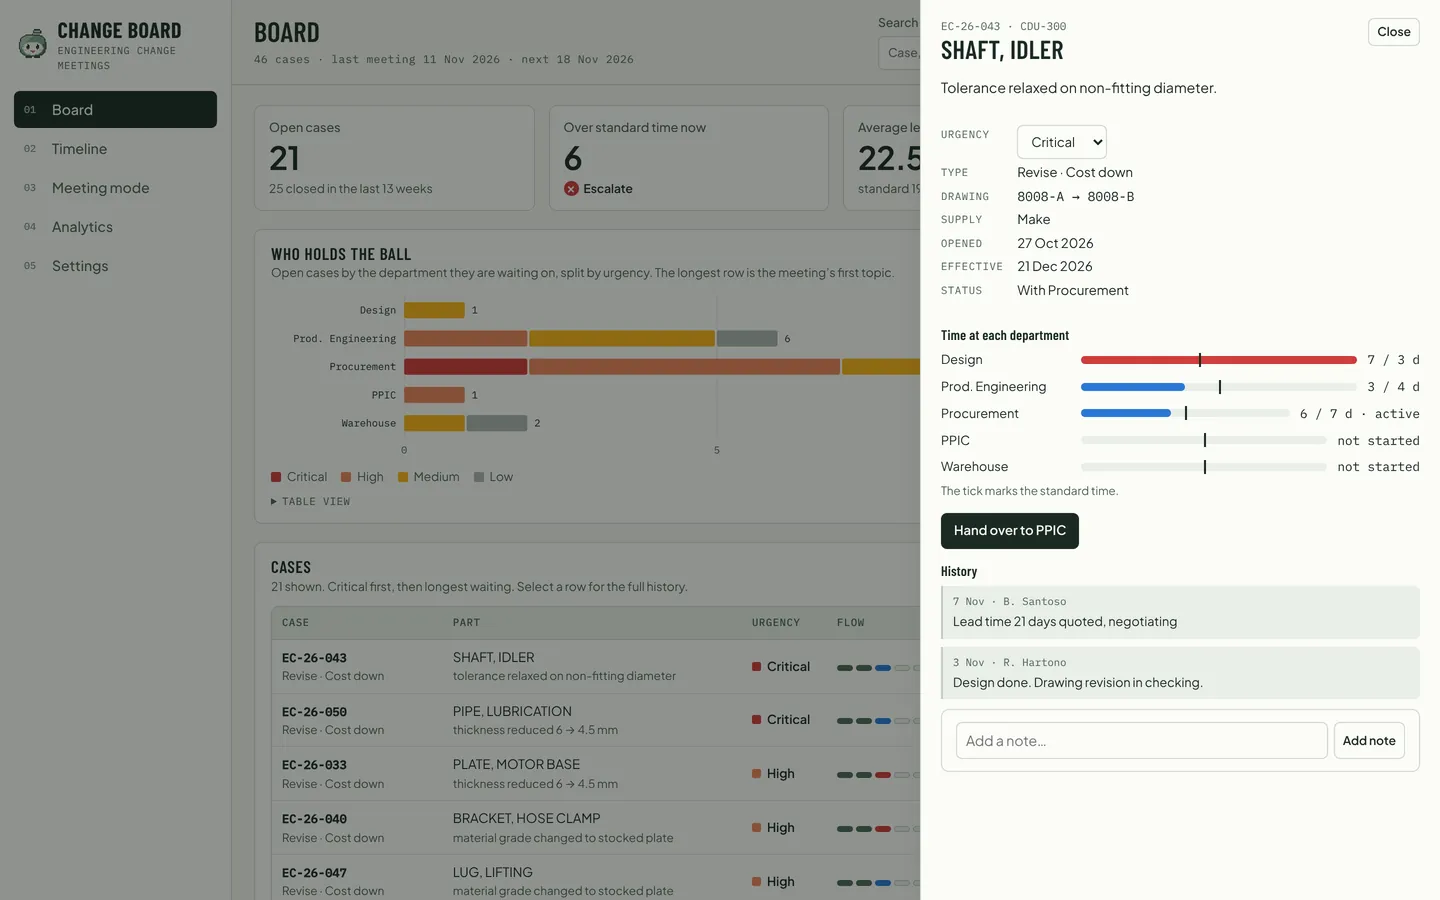 CHANGE BOARD
ENGINEERING CHANGE
MEETINGS
01 Board
02 Timeline
03 Meeting mode
04 Analytics
05 Settings
BOARD
46 cases · last meeting 11 Nov 2026 · next 18 Nov 2026
Search
Case,
Open cases
21
25 closed in the last 13 weeks
Over standard time now
6
Escalate
Average le
22.5
standard 19
WHO HOLDS THE BALL
Open cases by the department they are waiting on, split by urgency. The longest row is the meeting's first topic.
Design 1
Prod. Engineering 6
Procurement
PPIC 1
Warehouse 2
0 5
Critical High Medium Low
▶ TABLE VIEW
CASES
21 shown. Critical first, then longest waiting. Select a row for the full history.
CASE PART URGENCY FLOW
EC-26-043 SHAFT, IDLER Critical
Revise · Cost down tolerance relaxed on non-fitting diameter
EC-26-050 PIPE, LUBRICATION Critical
Revise · Cost down thickness reduced 6 → 4.5 mm
EC-26-033 PLATE, MOTOR BASE High
Revise · Cost down thickness reduced 6 → 4.5 mm
EC-26-040 BRACKET, HOSE CLAMP High
Revise · Cost down material grade changed to stocked plate
EC-26-047 LUG, LIFTING High
Revise · Cost down material grade changed to stocked plate
EC-26-043 · CDU-300
SHAFT, IDLER
Close
Tolerance relaxed on non-fitting diameter.
URGENCY Critical
TYPE Revise · Cost down
DRAWING 8008-A → 8008-B
SUPPLY Make
OPENED 27 Oct 2026
EFFECTIVE 21 Dec 2026
STATUS With Procurement
Time at each department
Design 7 / 3 d
Prod. Engineering 3 / 4 d
Procurement 6 / 7 d · active
PPIC not started
Warehouse not started
The tick marks the standard time.
Hand over to PPIC
History
7 Nov · B. Santoso
Lead time 21 days quoted, negotiating
3 Nov · R. Hartono
Design done. Drawing revision in checking.
Add a note… Add note